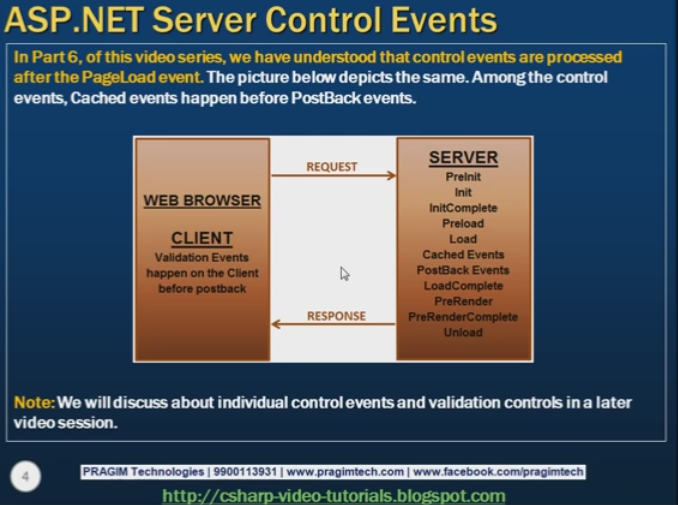 ASP.NET Server Control Events
In Part 6, of this video series, we have understood that control events are processed
after the PageLoad event. The picture below depicts the same. Among the control
events, Cached events happen before PostBack events.
WEB BROWSER
CLIENT
Validation Events
happen on the Client
before postback
REQUEST
RESPONSE
SERVER
PreInit
Init
InitComplete
Preload
Load
Cached Events
PostBack Events
LoadComplete
PreRender
PreRenderComplete
Unload
Note: We will discuss about individual control events and validation controls in a later
video session.
4
PRAGIM Technologies | 9900113931 | www.pragimtech.com | www.facebook.com/pragimtech
http://csharp-video-tutorials.blogspot.com